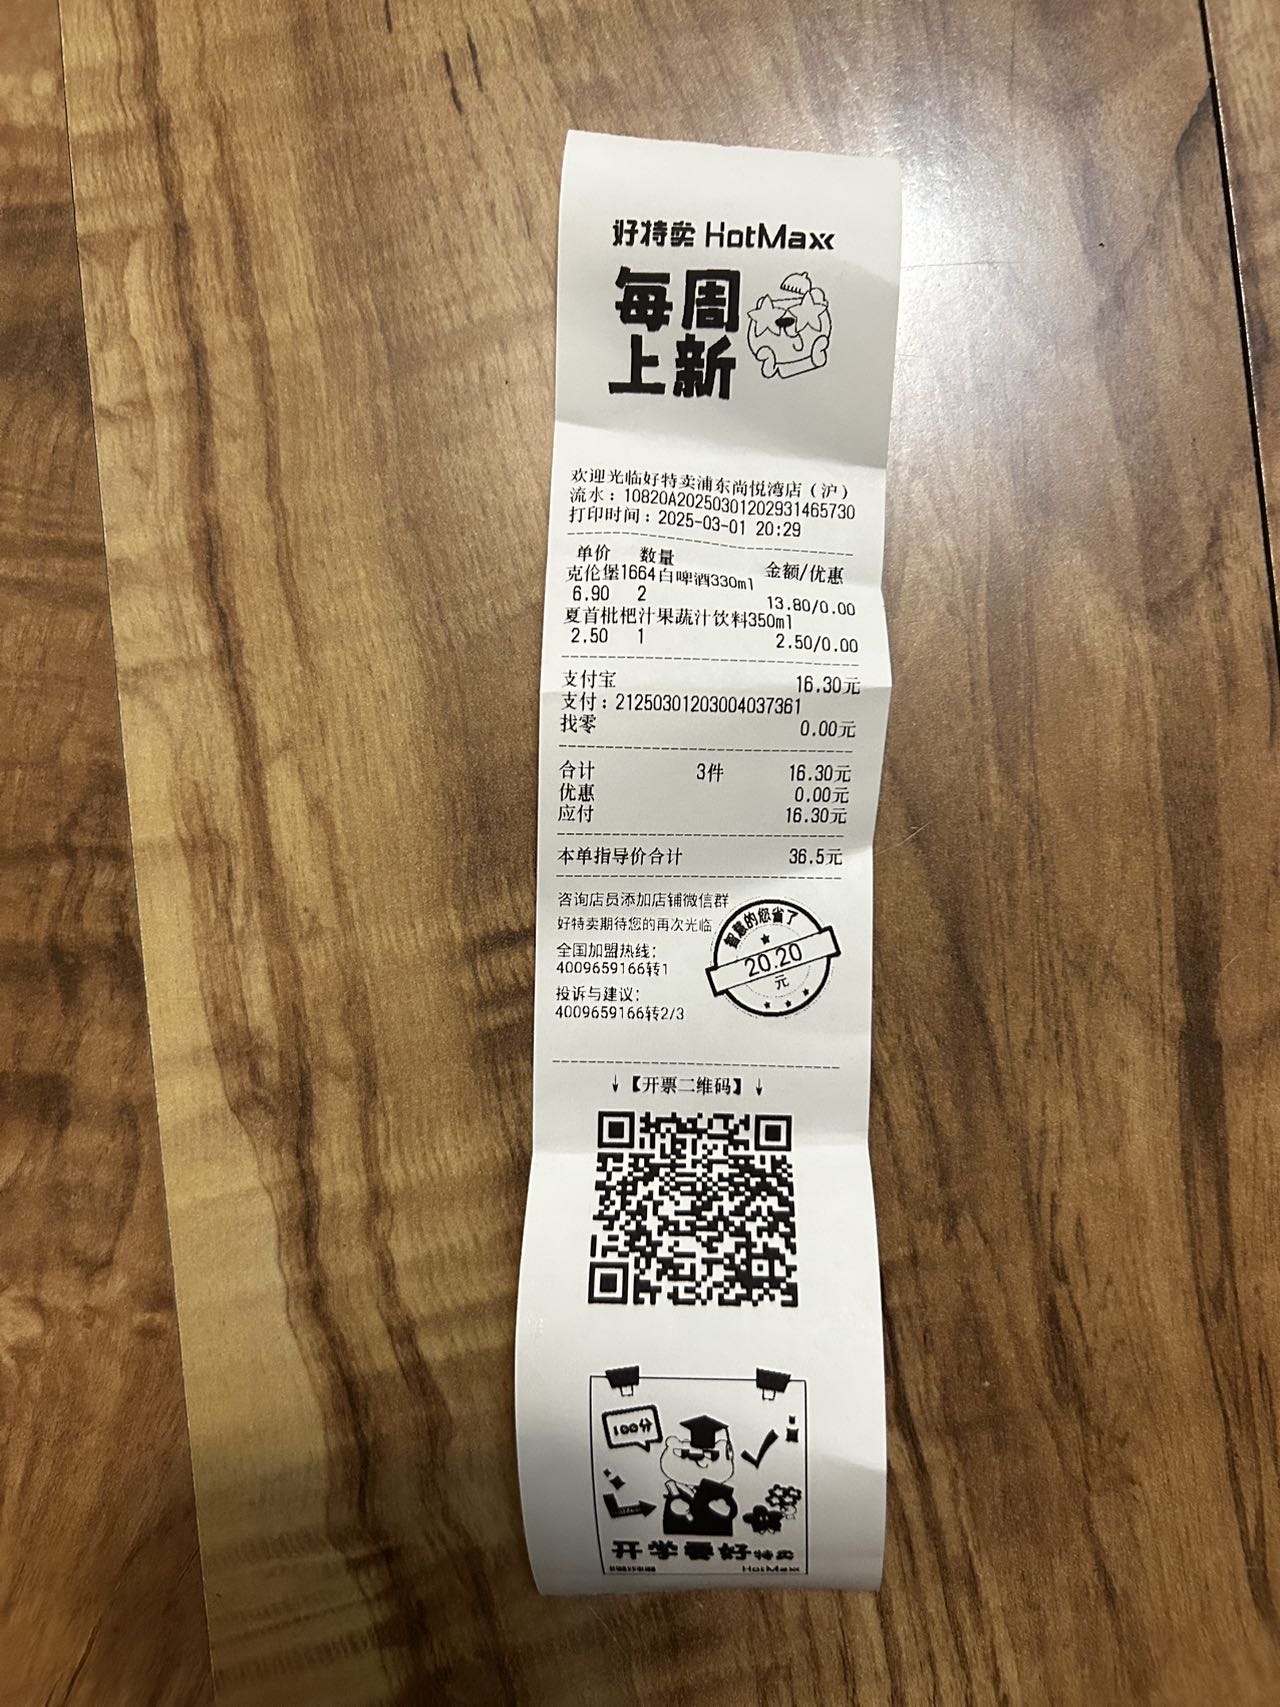 好特卖 HotMaxx
每周
上新
欢迎光临好特卖浦东尚悦湾店（沪）
流水：10820A20250301202931465730
打印时间：2025-03-01 20:29
单价 数量 金额/优惠
克伦堡1664白啤酒330ml
6.90 2 13.80/0.00
夏首枇杷汁果蔬汁饮料350ml
2.50 1 2.50/0.00
支付宝 16.30元
支付：21250301203004037361
找零 0.00元
合计 3件 16.30元
优惠 0.00元
应付 16.30元
本单指导价合计 36.5元
咨询店员添加店铺微信群
好特卖期待您的再次光临
全国加盟热线：
4009659166转1
投诉与建议：
4009659166转2/3
智慧的您省了
20.20
元
↓【开票二维码】↓
100分
开学要好特卖
HotMaxx